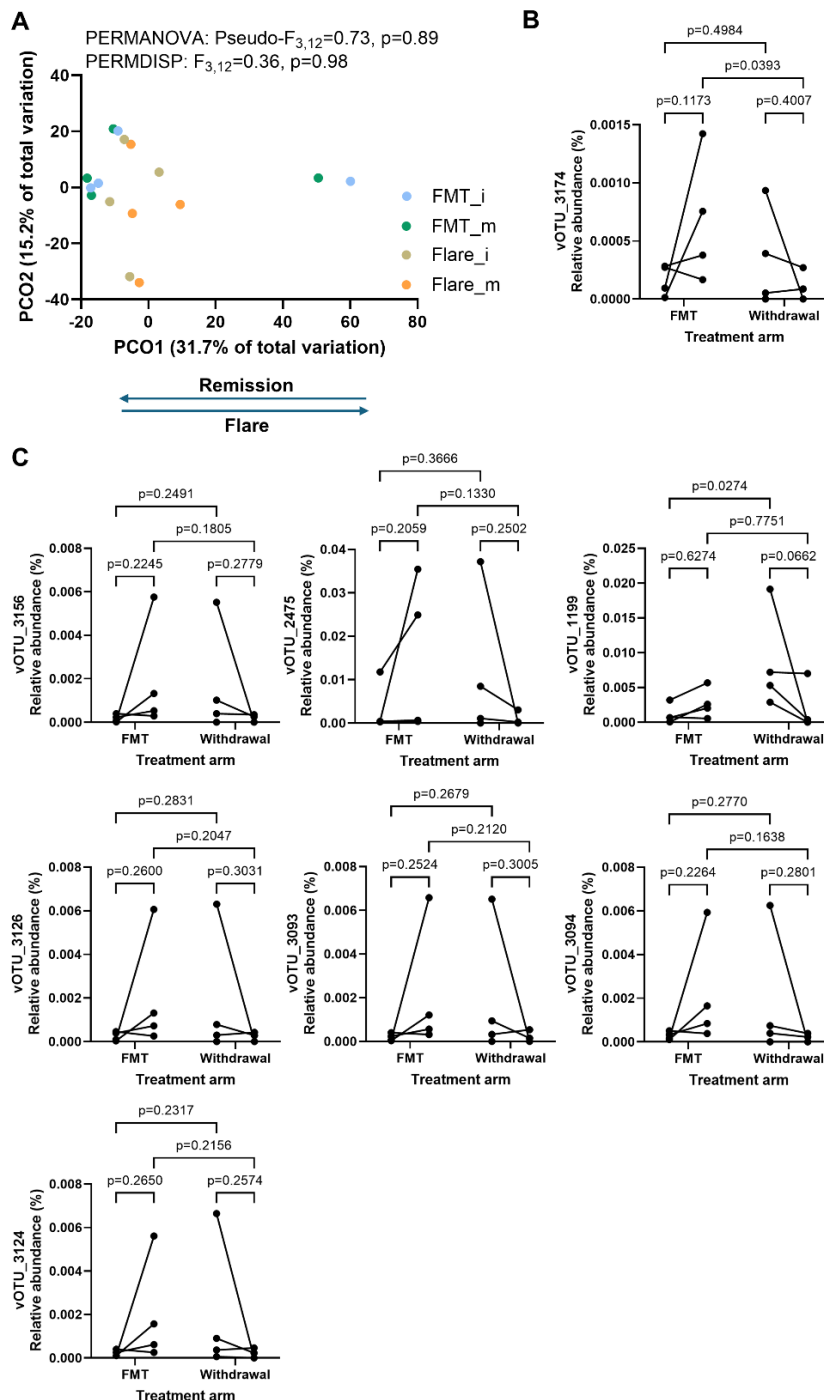 A
PERMANOVA: Pseudo-F3,12=0.73, p=0.89
PERMDISP: F3,12=0.36, p=0.98
40
20
0
-20
-40
-20
0
20
40
60
80
PCO2 (15.2% of total variation)
PCO1 (31.7% of total variation)
FMT_i
FMT_m
Flare_i
Flare_m
Remission
Flare
B
p=0.4984
p=0.0393
p=0.1173
p=0.4007
0.0015
0.0010
0.0005
0.0000
vOTU_3174
Relative abundance (%)
FMT
Withdrawal
Treatment arm
C
p=0.2491
p=0.1805
p=0.2245
p=0.2779
0.008
0.006
0.004
0.002
0.000
vOTU_3156
Relative abundance (%)
FMT
Withdrawal
Treatment arm
p=0.3666
p=0.1330
p=0.2059
p=0.2502
0.04
0.03
0.02
0.01
0.00
vOTU_2475
Relative abundance (%)
FMT
Withdrawal
Treatment arm
p=0.0274
p=0.7751
p=0.6274
p=0.0662
0.025
0.020
0.015
0.010
0.005
0.000
vOTU_1199
Relative abundance (%)
FMT
Withdrawal
Treatment arm
p=0.2831
p=0.2047
p=0.2600
p=0.3031
0.008
0.006
0.004
0.002
0.000
vOTU_3126
Relative abundance (%)
FMT
Withdrawal
Treatment arm
p=0.2679
p=0.2120
p=0.2524
p=0.3005
0.008
0.006
0.004
0.002
0.000
vOTU_3093
Relative abundance (%)
FMT
Withdrawal
Treatment arm
p=0.2770
p=0.1638
p=0.2264
p=0.2801
0.008
0.006
0.004
0.002
0.000
vOTU_3094
Relative abundance (%)
FMT
Withdrawal
Treatment arm
p=0.2317
p=0.2156
p=0.2650
p=0.2574
0.008
0.006
0.004
0.002
0.000
vOTU_3124
Relative abundance (%)
FMT
Withdrawal
Treatment arm